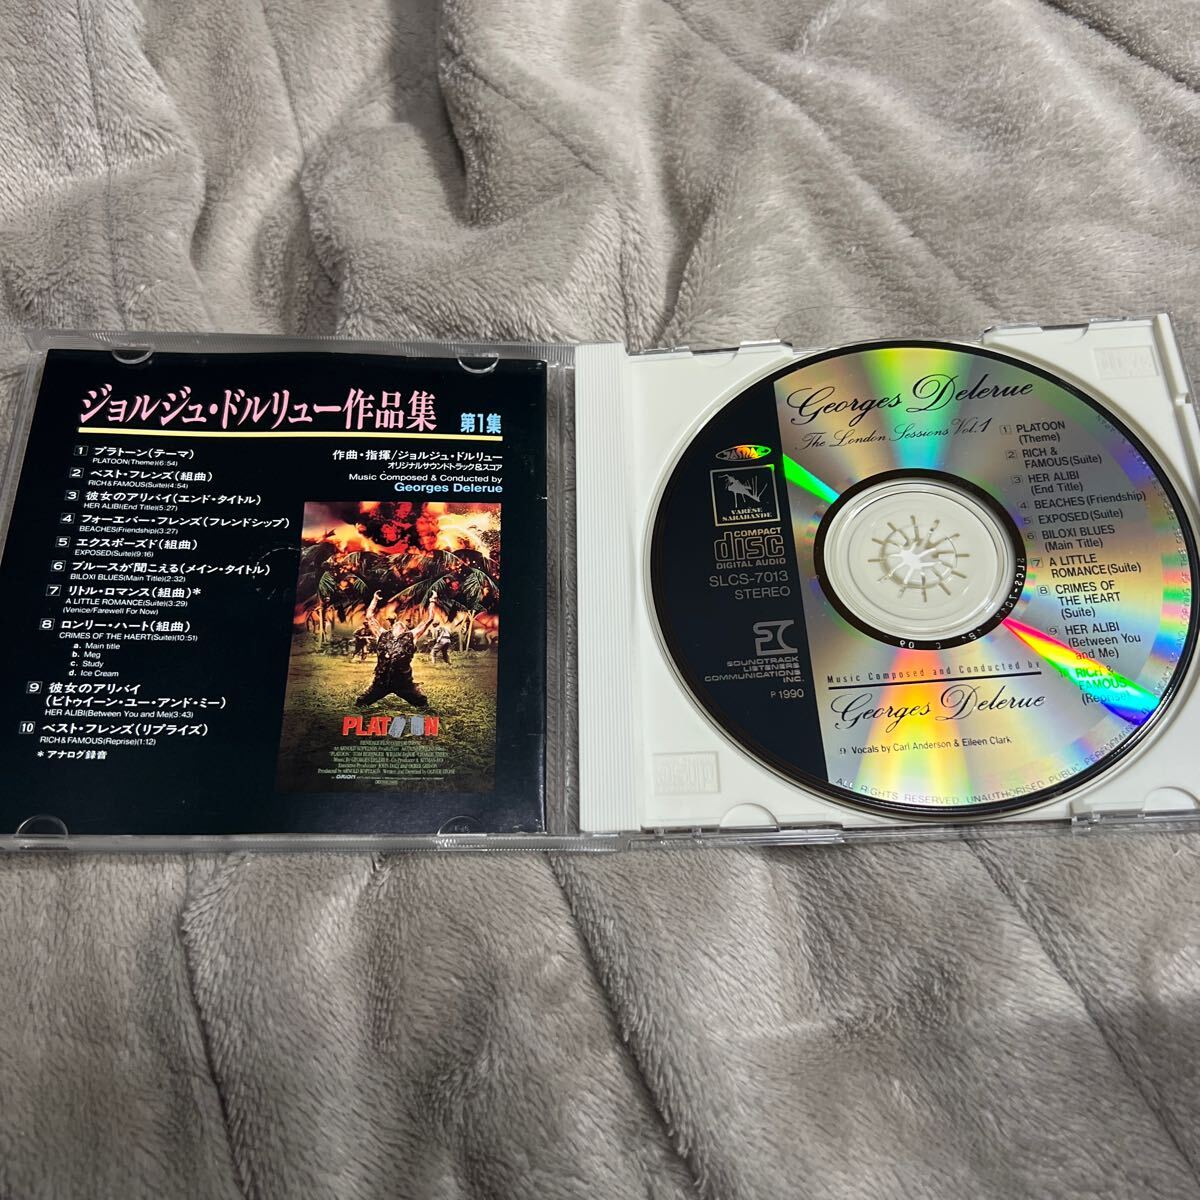 ジョルジュ・ドルリュー作品集 第1集
1 プラトーン(テーマ)
PLATOON(Theme)(6:54)
2 ベスト・フレンズ(組曲)
RICH&FAMOUS(Suite)(4:54)
3 彼女のアリバイ(エンド・タイトル)
HER ALIBI(End Title)(5:27)
4 フォーエバー・フレンズ(フレンドシップ)
BEACHES(Friendship)(3:27)
5 エクスポーズド(組曲)
EXPOSED(Suite)(9:16)
6 ブルースが聞こえる(メイン・タイトル)
BILOXI BLUES(Main Title)(2:32)
7 リトル・ロマンス(組曲)*
A LITTLE ROMANCE(Suite)(3:29)
(Venice/Farewell For Now)
8 ロンリー・ハート(組曲)
CRIMES OF THE HAERT(Suite)(10:51)
a. Main title
b. Meg
c. Study
d. Ice Cream
9 彼女のアリバイ
(ビトゥイーン・ユー・アンド・ミー)
HER ALIBI(Between You and Me)(3:43)
10 ベスト・フレンズ(リプライズ)
RICH&FAMOUS(Reprise)(1:12)
*アナログ録音
作曲・指揮/ジョルジュ・ドルリュー
オリジナルサウンドトラック&スコア
Music Composed & Conducted by
Georges Delerue
PLATOON
Georges Delerue
The London Sessions Vol.1
VARÈSE
SARABANDE
COMPACT
disc
DIGITAL AUDIO
SLCS-7013
STEREO
SOUNDTRACK
LISTENERS
COMMUNICATIONS
INC.
P 1990
1 PLATOON
(Theme)
2 RICH &
FAMOUS(Suite)
3 HER ALIBI
(End Title)
4 BEACHES(Friendship)
5 EXPOSED(Suite)
6 BILOXI BLUES
(Main Title)
7 A LITTLE
ROMANCE(Suite)
8 CRIMES OF
THE HEART
(Suite)
9 HER ALIBI
(Between You
and Me)
10 RICH &
FAMOUS
(Reprise)
Music Composed and Conducted by
Georges Delerue
9 Vocals by Carl Anderson & Eileen Clark